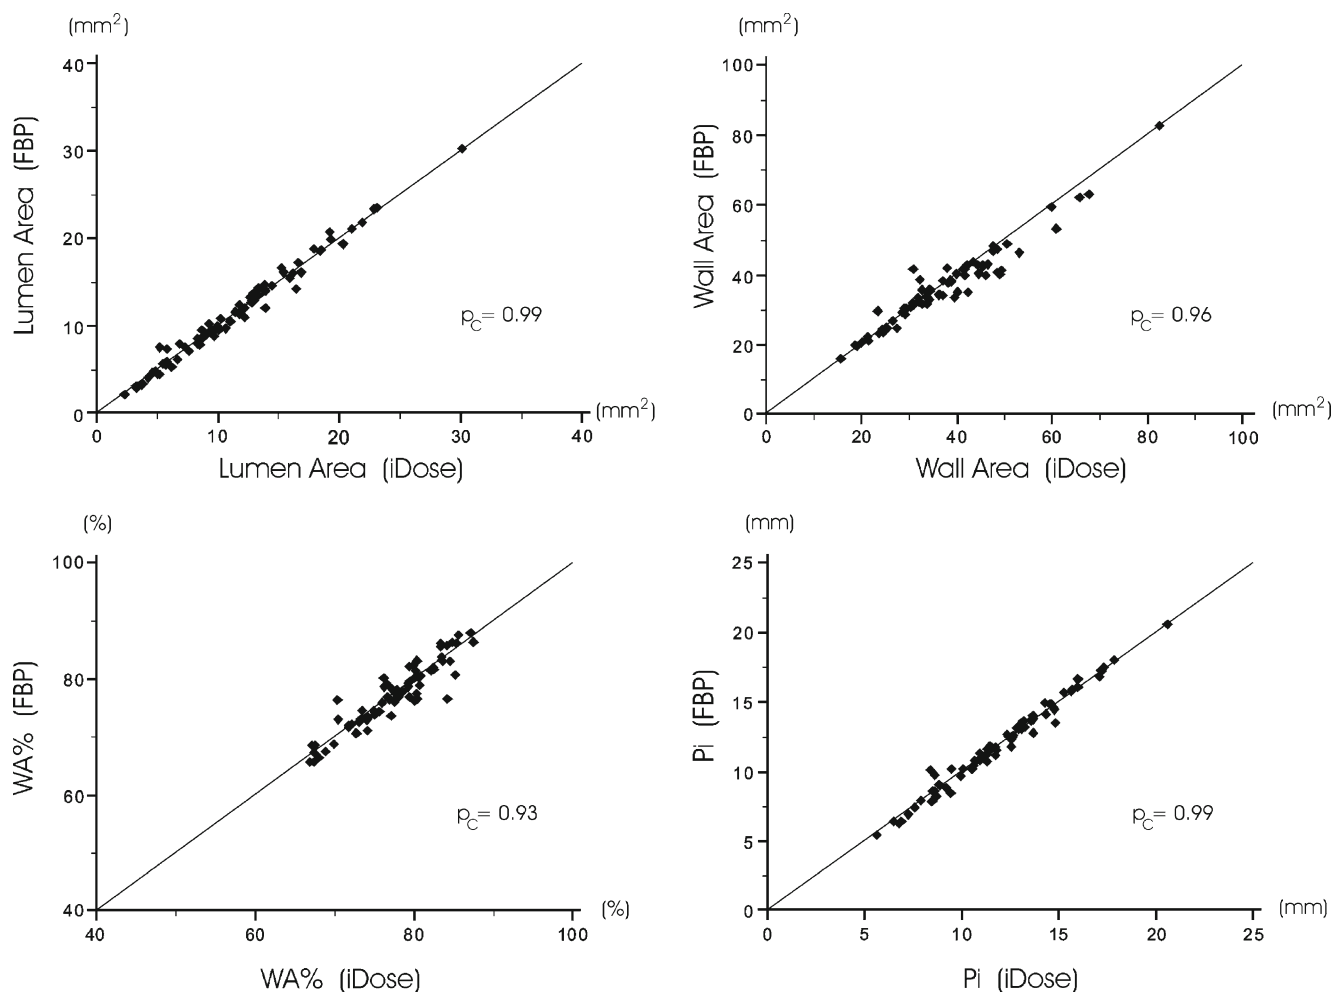 (mm2)
40
30
20
10
0
Lumen Area (FBP)
pC= 0.99
(mm2)
0 10 20 30 40
Lumen Area (iDose)
(mm2)
100
80
60
40
20
0
Wall Area (FBP)
pC= 0.96
(mm2)
0 20 40 60 80 100
Wall Area (iDose)
(%)
100
80
60
40
WA% (FBP)
pC= 0.93
(%)
40 60 80 100
WA% (iDose)
(mm)
25
20
15
10
5
0
Pi (FBP)
pC= 0.99
(mm)
0 5 10 15 20 25
Pi (iDose)